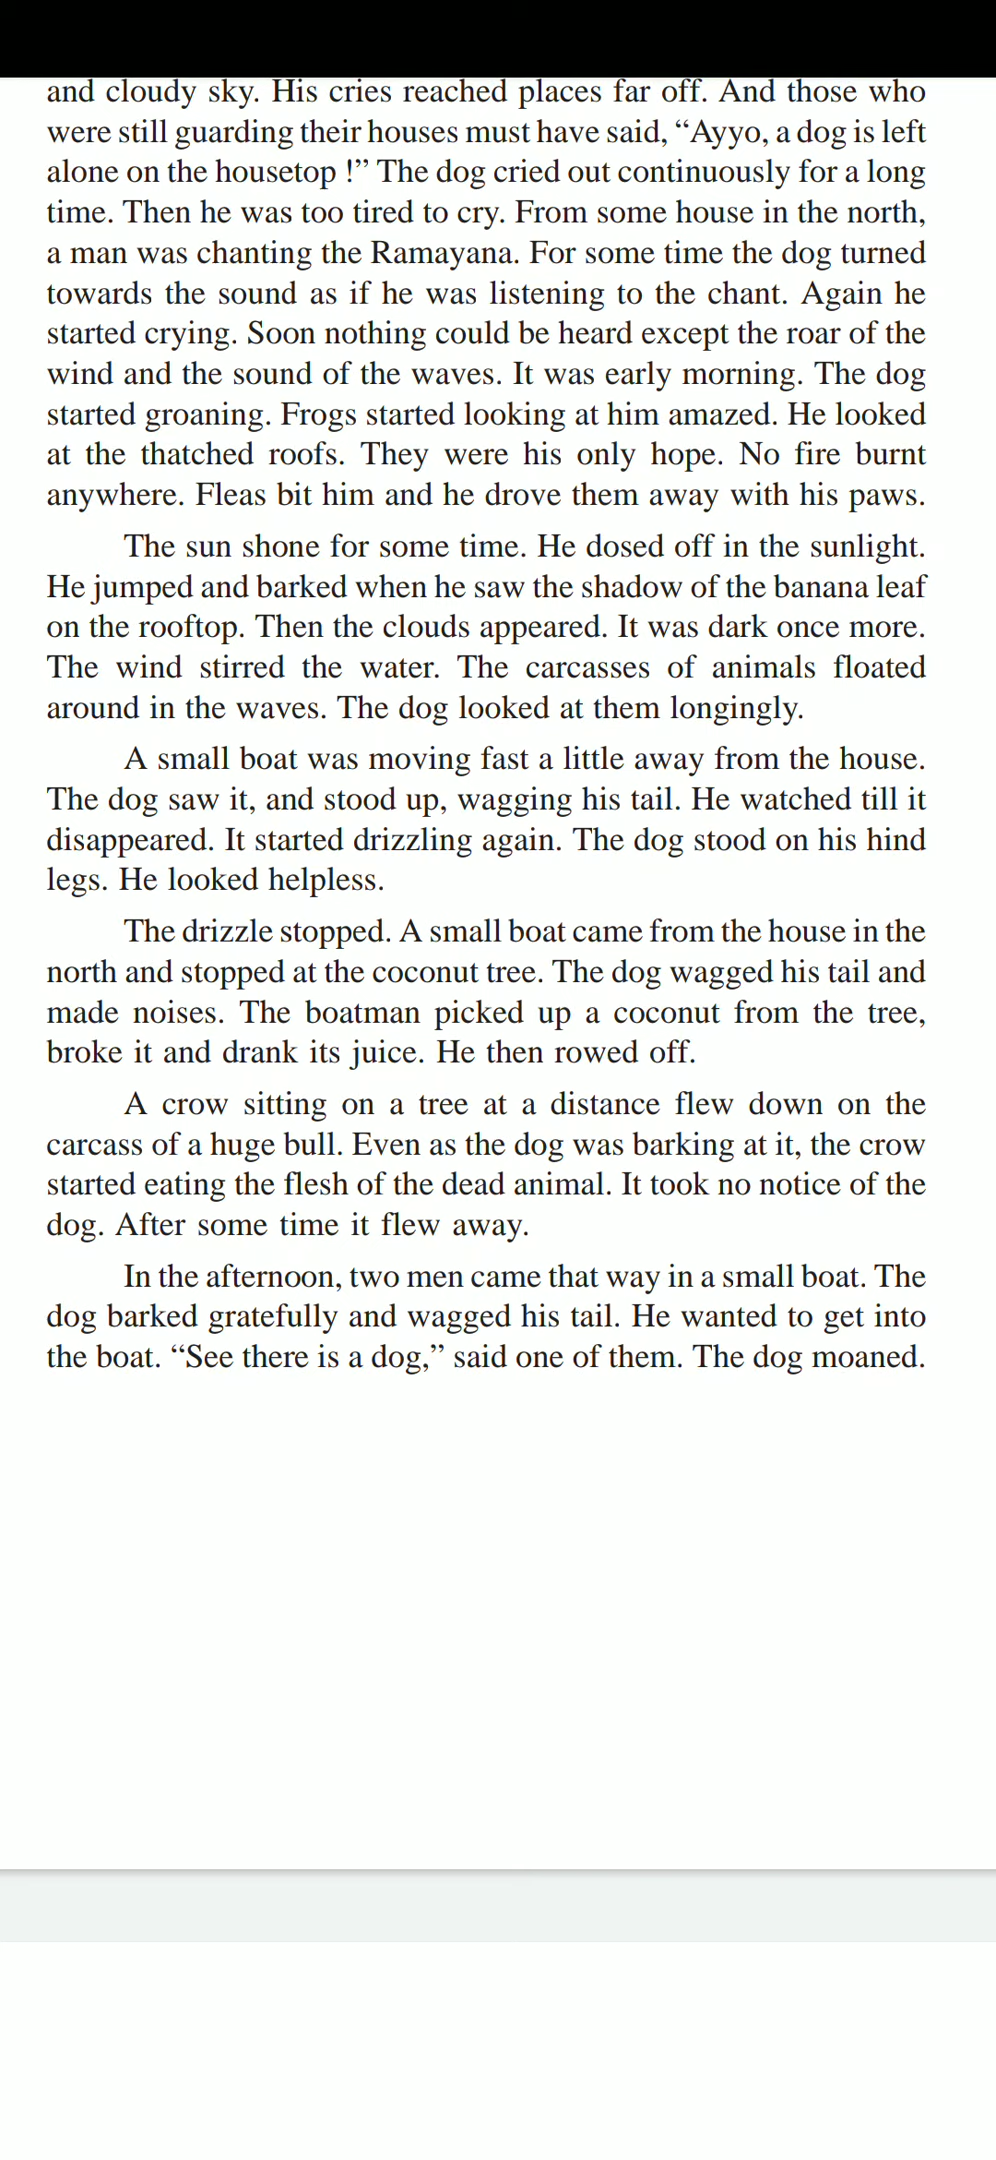 and cloudy sky. His cries reached places far off. And those who
were still guarding their houses must have said, “Ayyo, a dog is left
alone on the housetop !” The dog cried out continuously for a long
time. Then he was too tired to cry. From some house in the north,
a man was chanting the Ramayana. For some time the dog turned
towards the sound as if he was listening to the chant. Again he
started crying. Soon nothing could be heard except the roar of the
wind and the sound of the waves. It was early morning. The dog
started groaning. Frogs started looking at him amazed. He looked
at the thatched roofs. They were his only hope. No fire burnt
anywhere. Fleas bit him and he drove them away with his paws.
The sun shone for some time. He dosed off in the sunlight.
He jumped and barked when he saw the shadow of the banana leaf
on the rooftop. Then the clouds appeared. It was dark once more.
The wind stirred the water. The carcasses of animals floated
around in the waves. The dog looked at them longingly.
A small boat was moving fast a little away from the house.
The dog saw it, and stood up, wagging his tail. He watched till it
disappeared. It started drizzling again. The dog stood on his hind
legs. He looked helpless.
The drizzle stopped. A small boat came from the house in the
north and stopped at the coconut tree. The dog wagged his tail and
made noises. The boatman picked up a coconut from the tree,
broke it and drank its juice. He then rowed off.
A crow sitting on a tree at a distance flew down on the
carcass of a huge bull. Even as the dog was barking at it, the crow
started eating the flesh of the dead animal. It took no notice of the
dog. After some time it flew away.
In the afternoon, two men came that way in a small boat. The
dog barked gratefully and wagged his tail. He wanted to get into
the boat. “See there is a dog,” said one of them. The dog moaned.